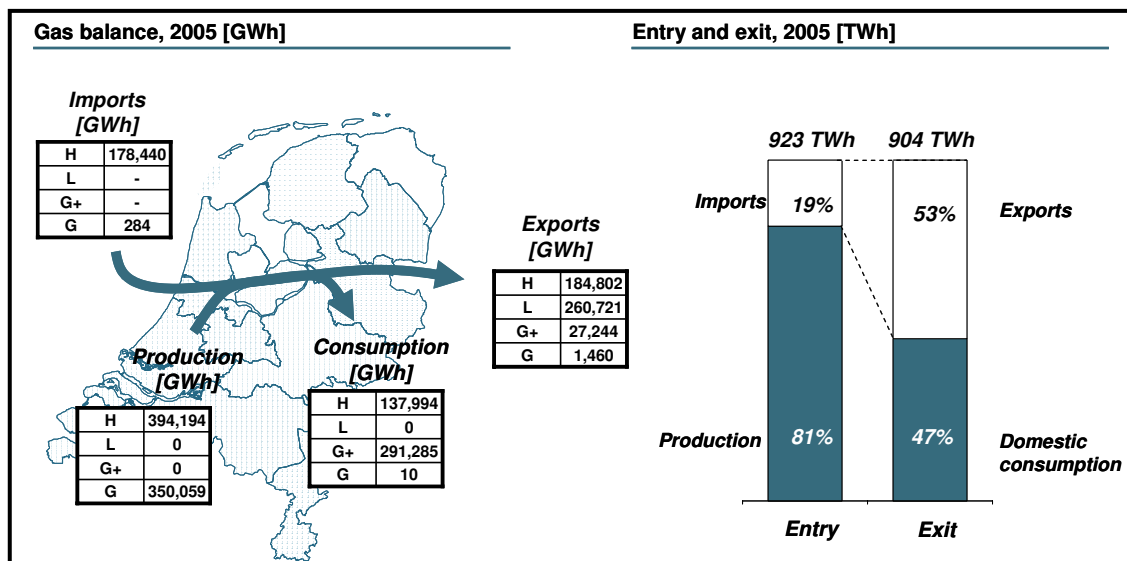 Gas balance, 2005 [GWh]
Imports
[GWh]
H 178,440
L -
G+ -
G 284
Production
[GWh]
H 394,194
L 0
G+ 0
G 350,059
Consumption
[GWh]
H 137,994
L 0
G+ 291,285
G 10
Exports
[GWh]
H 184,802
L 260,721
G+ 27,244
G 1,460
Entry and exit, 2005 [TWh]
923 TWh 904 TWh
Imports 19% 53% Exports
Production 81% 47% Domestic
consumption
Entry Exit